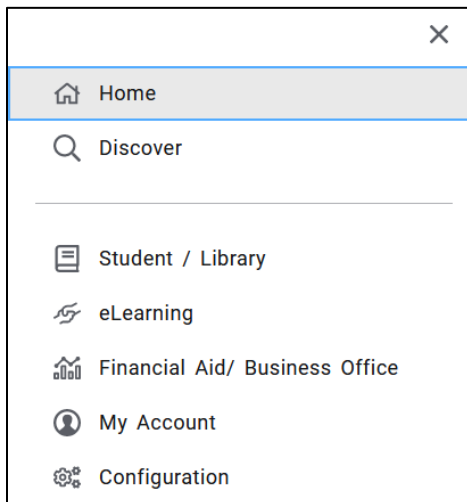 Home
Discover
Student / Library
eLearning
Financial Aid/ Business Office
My Account
Configuration